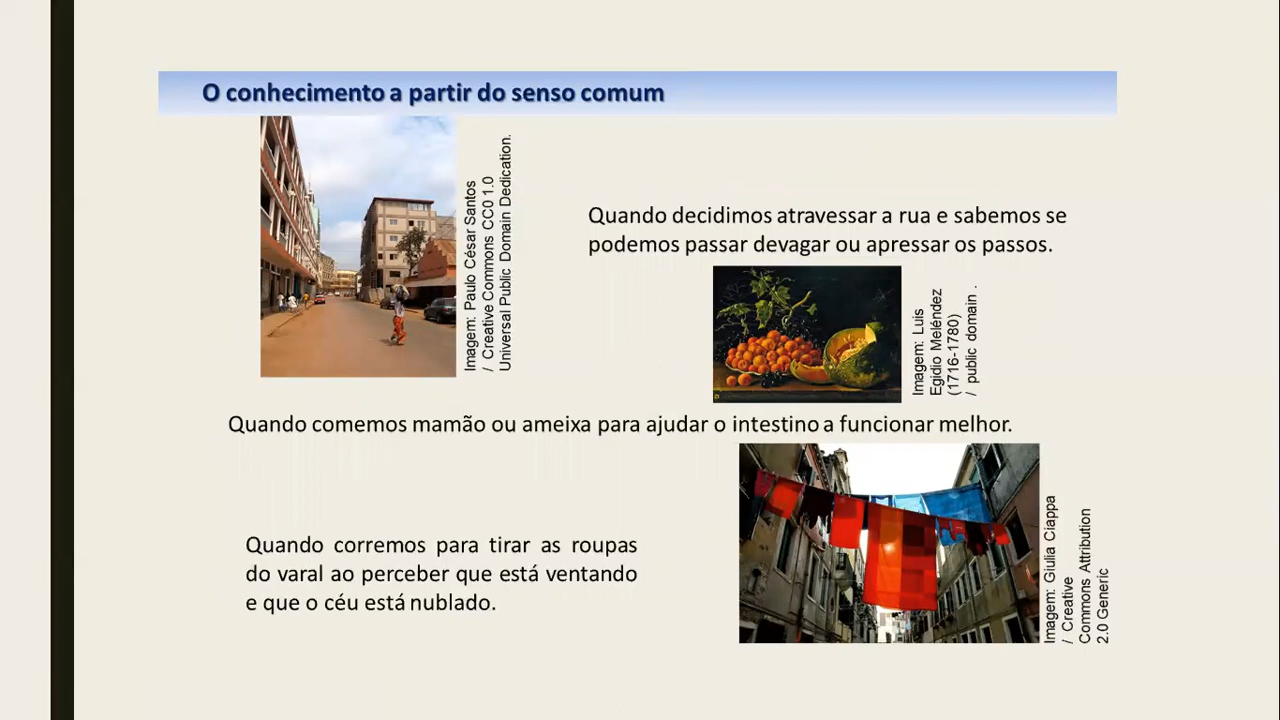 O conhecimento a partir do senso comum
Imagem: Paulo César Santos
/ Creative Commons CC0 1.0
Universal Public Domain Dedication.
Quando decidimos atravessar a rua e sabemos se
podemos passar devagar ou apressar os passos.
Imagem: Luis
Egidio Meléndez
(1716-1780)
/ public domain .
Quando comemos mamão ou ameixa para ajudar o intestino a funcionar melhor.
Quando corremos para tirar as roupas
do varal ao perceber que está ventando
e que o céu está nublado.
Imagem: Giulia Ciappa
/ Creative
Commons Attribution
2.0 Generic